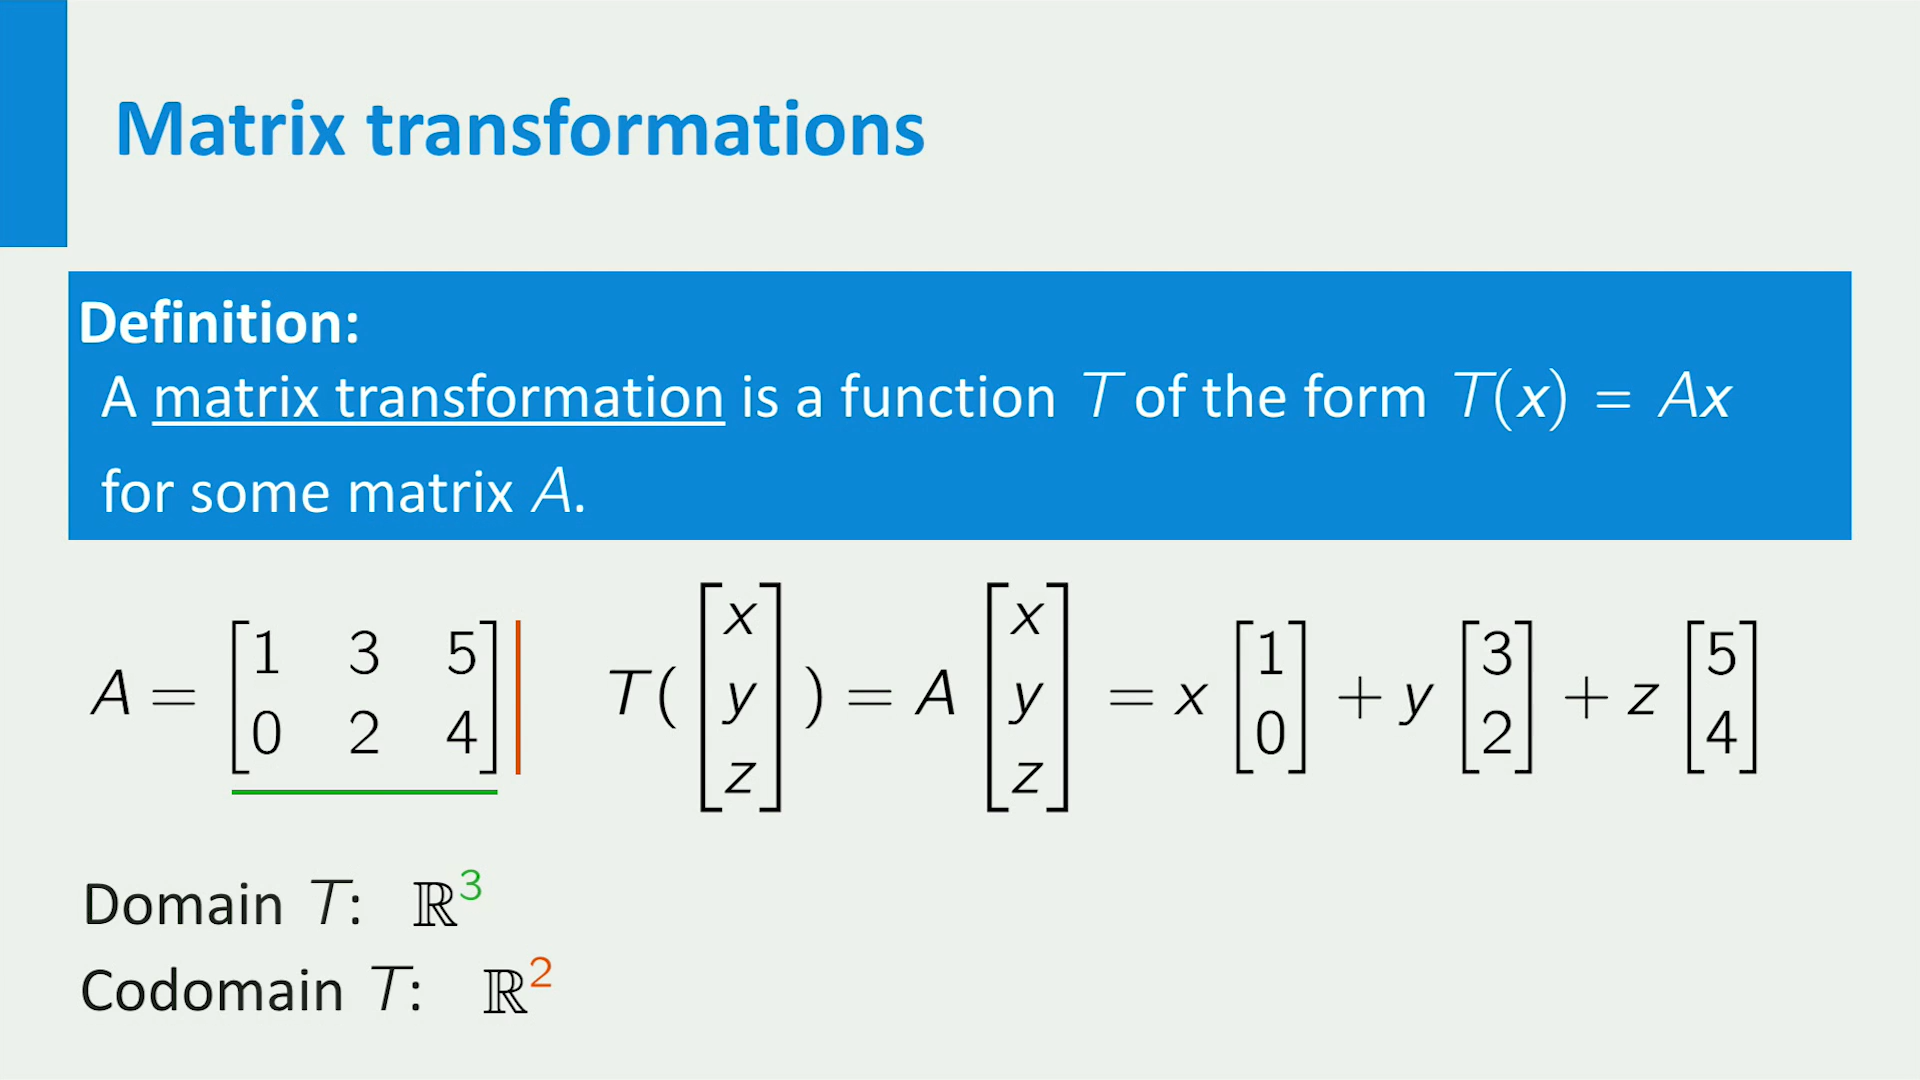 Matrix transformations
Definition:
A matrix transformation is a function T of the form T(x) = Ax
for some matrix A.
A = [1 3 5; 0 2 4] T([x; y; z]) = A [x; y; z] = x [1; 0] + y [3; 2] + z [5; 4]
Domain T: ℝ³
Codomain T: ℝ²